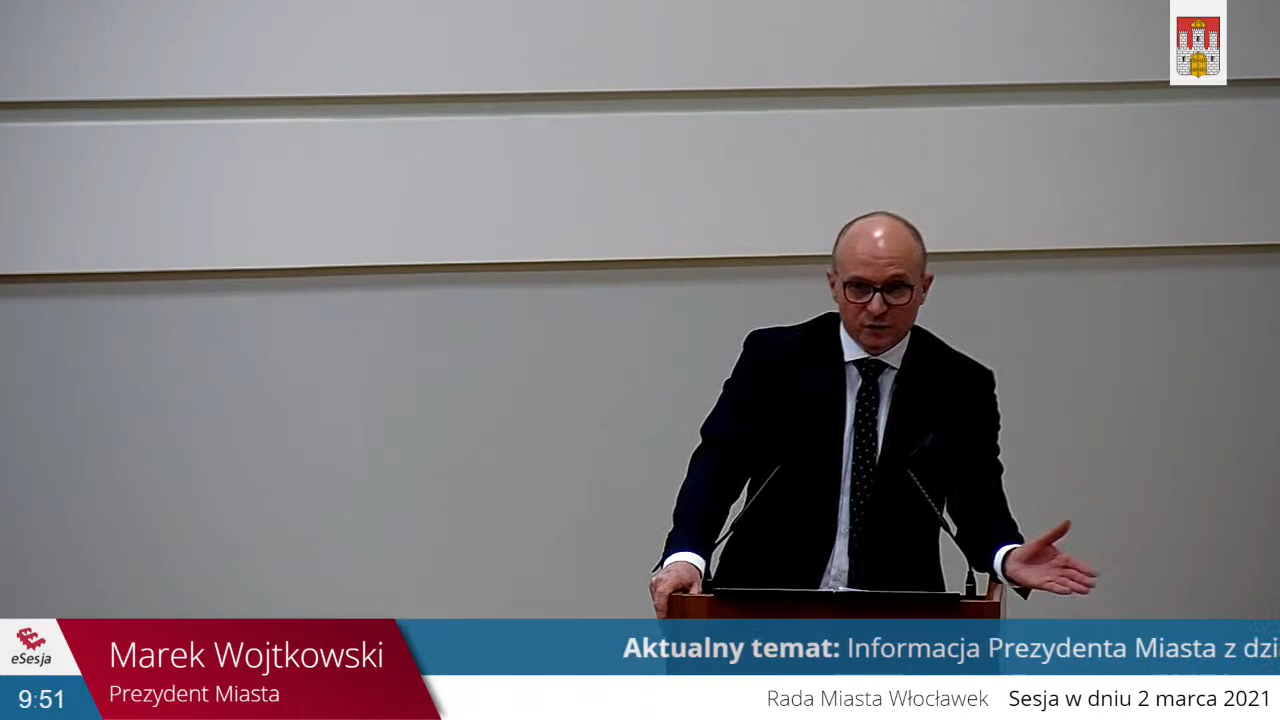 Marek Wojtkowski
Prezydent Miasta
eSesja
9:51
Aktualny temat: Informacja Prezydenta Miasta z dzi
Rada Miasta Włocławek Sesja w dniu 2 marca 2021